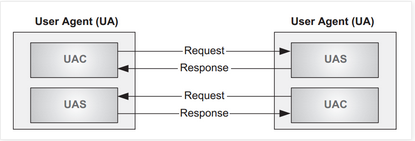 User Agent (UA) User Agent (UA)
Request
UAC UAS
Response
Request
UAS UAC
Response